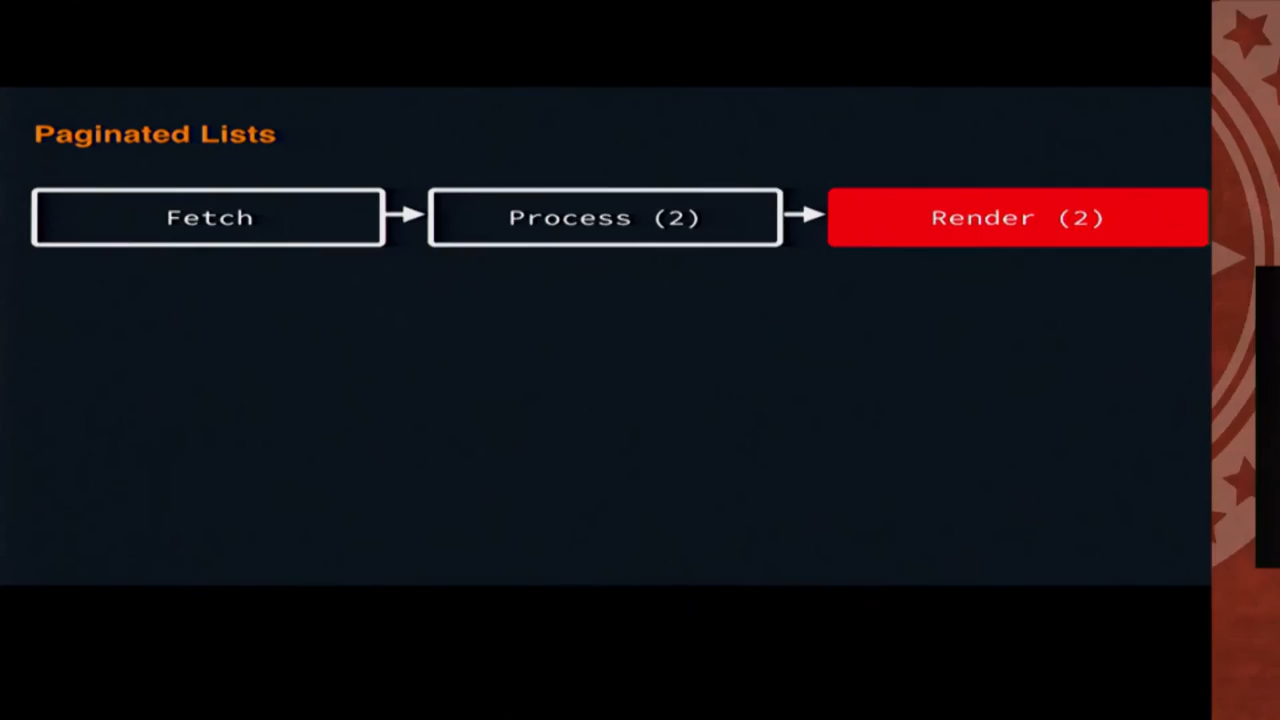 Paginated Lists
Fetch
Process (2)
Render (2)